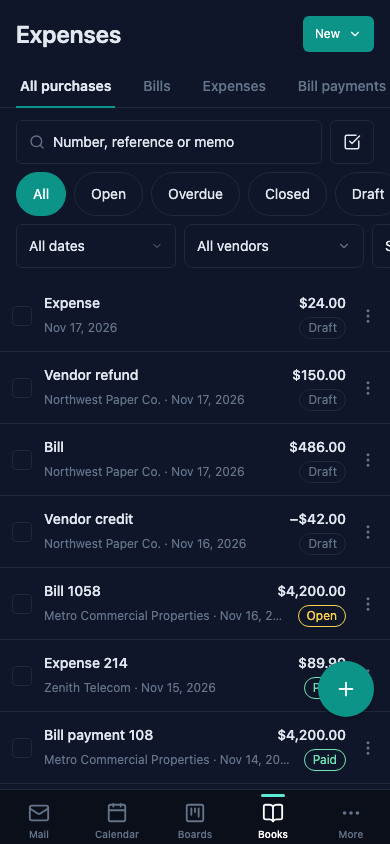 Expenses
New
All purchases
Bills
Expenses
Bill payments
Number, reference or memo
All
Open
Overdue
Closed
Draft
All dates
All vendors
Expense
$24.00
Nov 17, 2026
Draft
Vendor refund
$150.00
Northwest Paper Co. · Nov 17, 2026
Draft
Bill
$486.00
Northwest Paper Co. · Nov 17, 2026
Draft
Vendor credit
−$42.00
Northwest Paper Co. · Nov 16, 2026
Draft
Bill 1058
$4,200.00
Metro Commercial Properties · Nov 16, 2...
Open
Expense 214
$89.99
Zenith Telecom · Nov 15, 2026
Bill payment 108
$4,200.00
Metro Commercial Properties · Nov 14, 20...
Paid
Mail
Calendar
Boards
Books
More